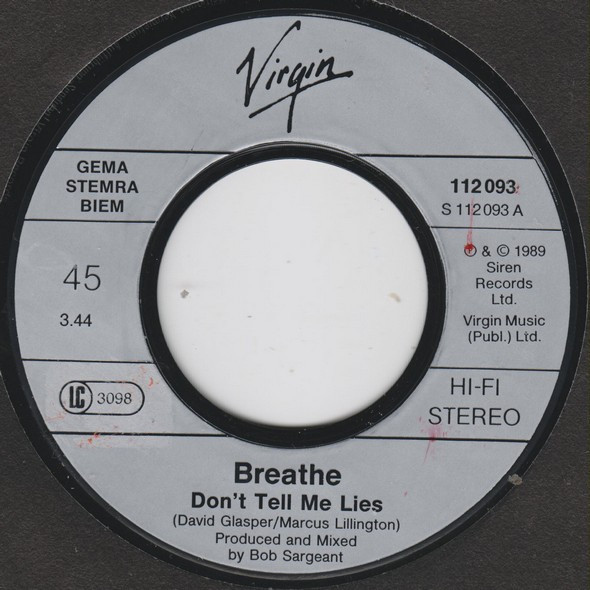 Virgin
GEMA
STEMRA
BIEM
112 093
S 112 093 A
45
3.44
℗ & © 1989
Siren
Records
Ltd.
Virgin Music
(Publ.) Ltd.
LC 3098
HI-FI
STEREO
Breathe
Don't Tell Me Lies
(David Glasper/Marcus Lillington)
Produced and Mixed
by Bob Sargeant